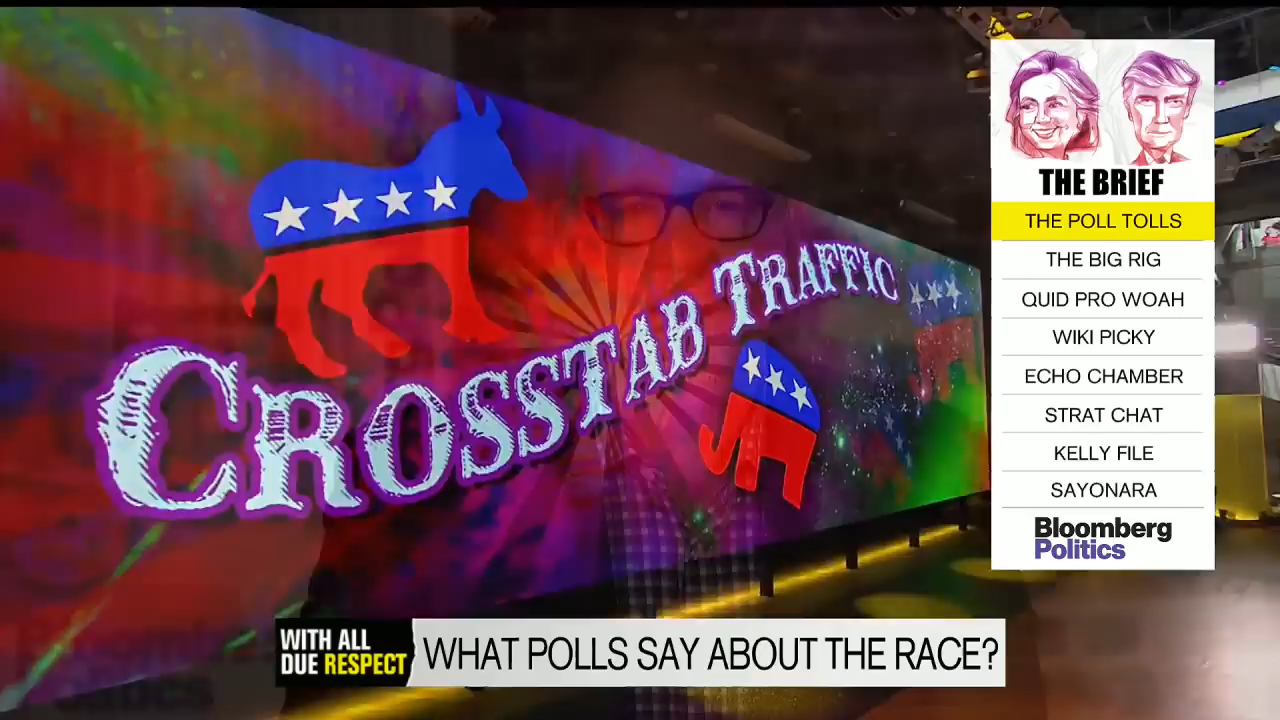 CROSSTAB TRAFFIC
THE BRIEF
THE POLL TOLLS
THE BIG RIG
QUID PRO WOAH
WIKI PICKY
ECHO CHAMBER
STRAT CHAT
KELLY FILE
SAYONARA
Bloomberg
Politics
WITH ALL
DUE RESPECT
WHAT POLLS SAY ABOUT THE RACE?